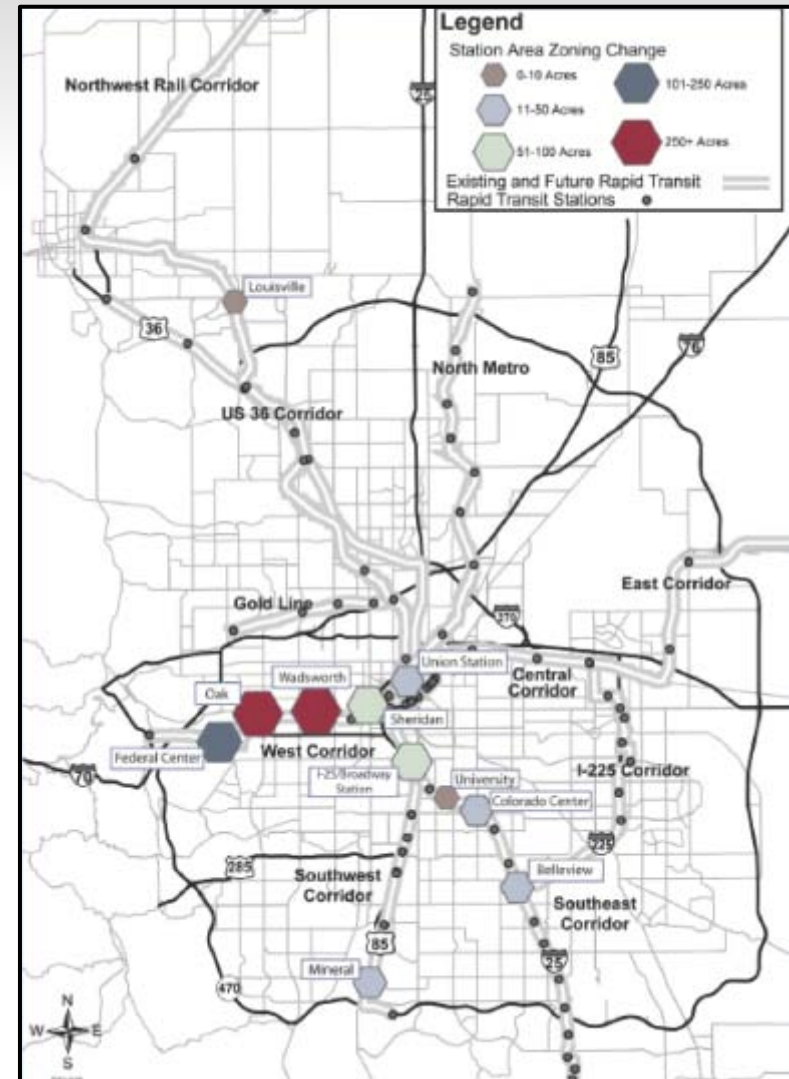 Legend
Station Area Zoning Change
0-10 Acres
101-250 Acres
11-50 Acres
51-100 Acres
250+ Acres
Existing and Future Rapid Transit
Rapid Transit Stations
Northwest Rail Corridor
25
Louisville
36
North Metro
85
76
US 36 Corridor
East Corridor
Gold Line
270
Union Station
Central
Corridor
Wadsworth
Oak
Sheridan
Federal Center
West Corridor
I-25/Broadway
Station
70
University
Colorado Center
I-225 Corridor
225
285
Southwest
Corridor
Belleview
Southeast
Corridor
85
25
Mineral
470
N
W
E
S